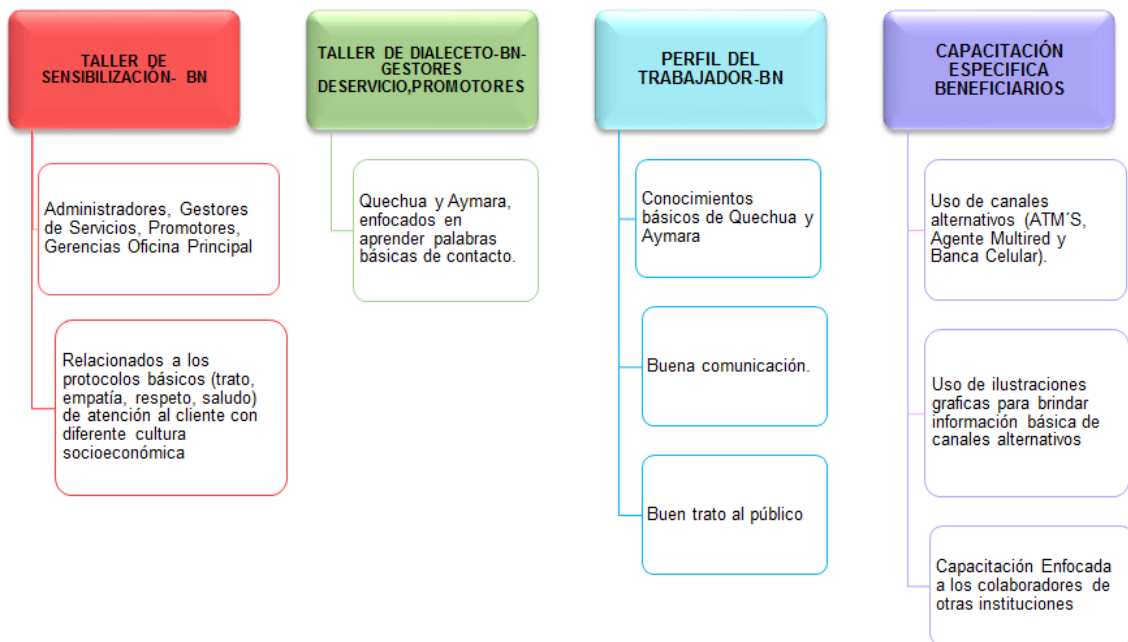 TALLER DE
SENSIBILIZACIÓN- BN
Administradores, Gestores
de Servicios, Promotores,
Gerencias Oficina Principal
Relacionados a los
protocolos básicos (trato,
empatía, respeto, saludo)
de atención al cliente con
diferente cultura
socioeconómica
TALLER DE DIALECETO-BN-
GESTORES
DESERVICIO,PROMOTORES
Quechua y Aymara,
enfocados en
aprender palabras
básicas de contacto.
PERFIL DEL
TRABAJADOR-BN
Conocimientos
básicos de Quechua y
Aymara
Buena comunicación.
Buen trato al público
CAPACITACIÓN
ESPECIFICA
BENEFICIARIOS
Uso de canales
alternativos (ATM´S,
Agente Multired y
Banca Celular).
Uso de ilustraciones
graficas para brindar
información básica de
canales alternativos
Capacitación Enfocada
a los colaboradores de
otras instituciones